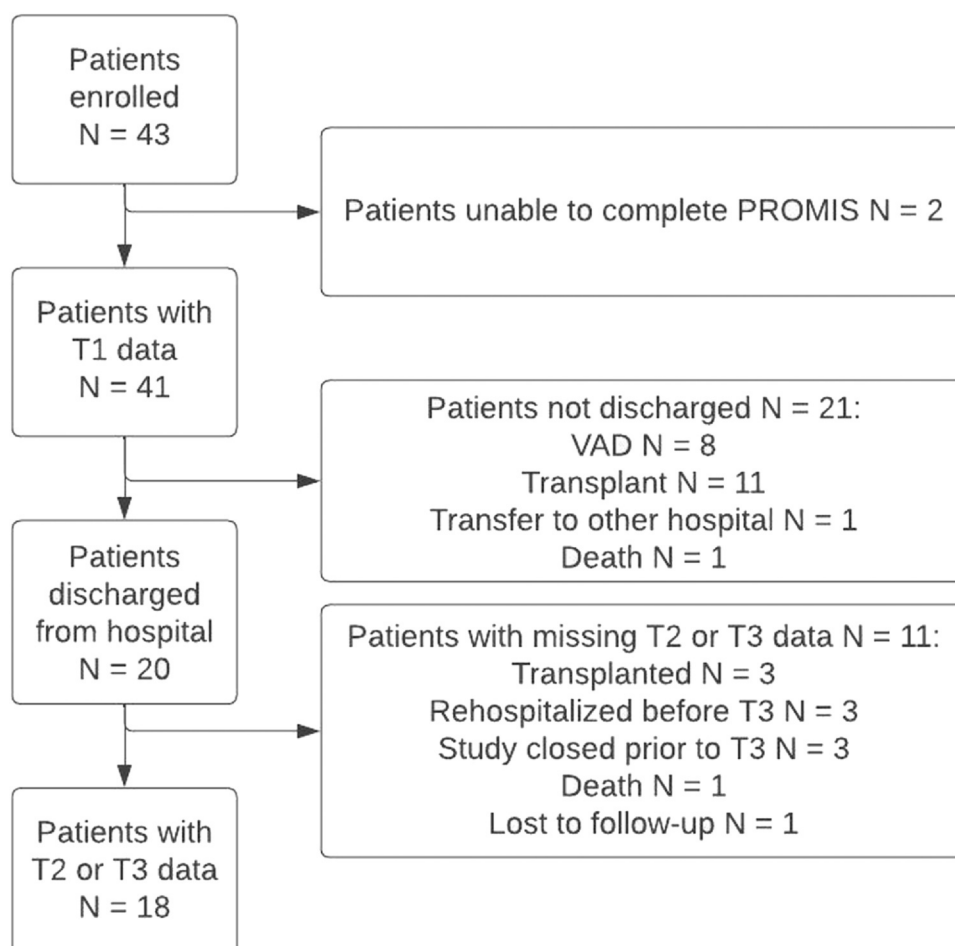 Patients
enrolled
N = 43
Patients unable to complete PROMIS N = 2
Patients with
T1 data
N = 41
Patients not discharged N = 21:
VAD N = 8
Transplant N = 11
Transfer to other hospital N = 1
Death N = 1
Patients
discharged
from hospital
N = 20
Patients with missing T2 or T3 data N = 11:
Transplanted N = 3
Rehospitalized before T3 N = 3
Study closed prior to T3 N = 3
Death N = 1
Lost to follow-up N = 1
Patients with
T2 or T3 data
N = 18